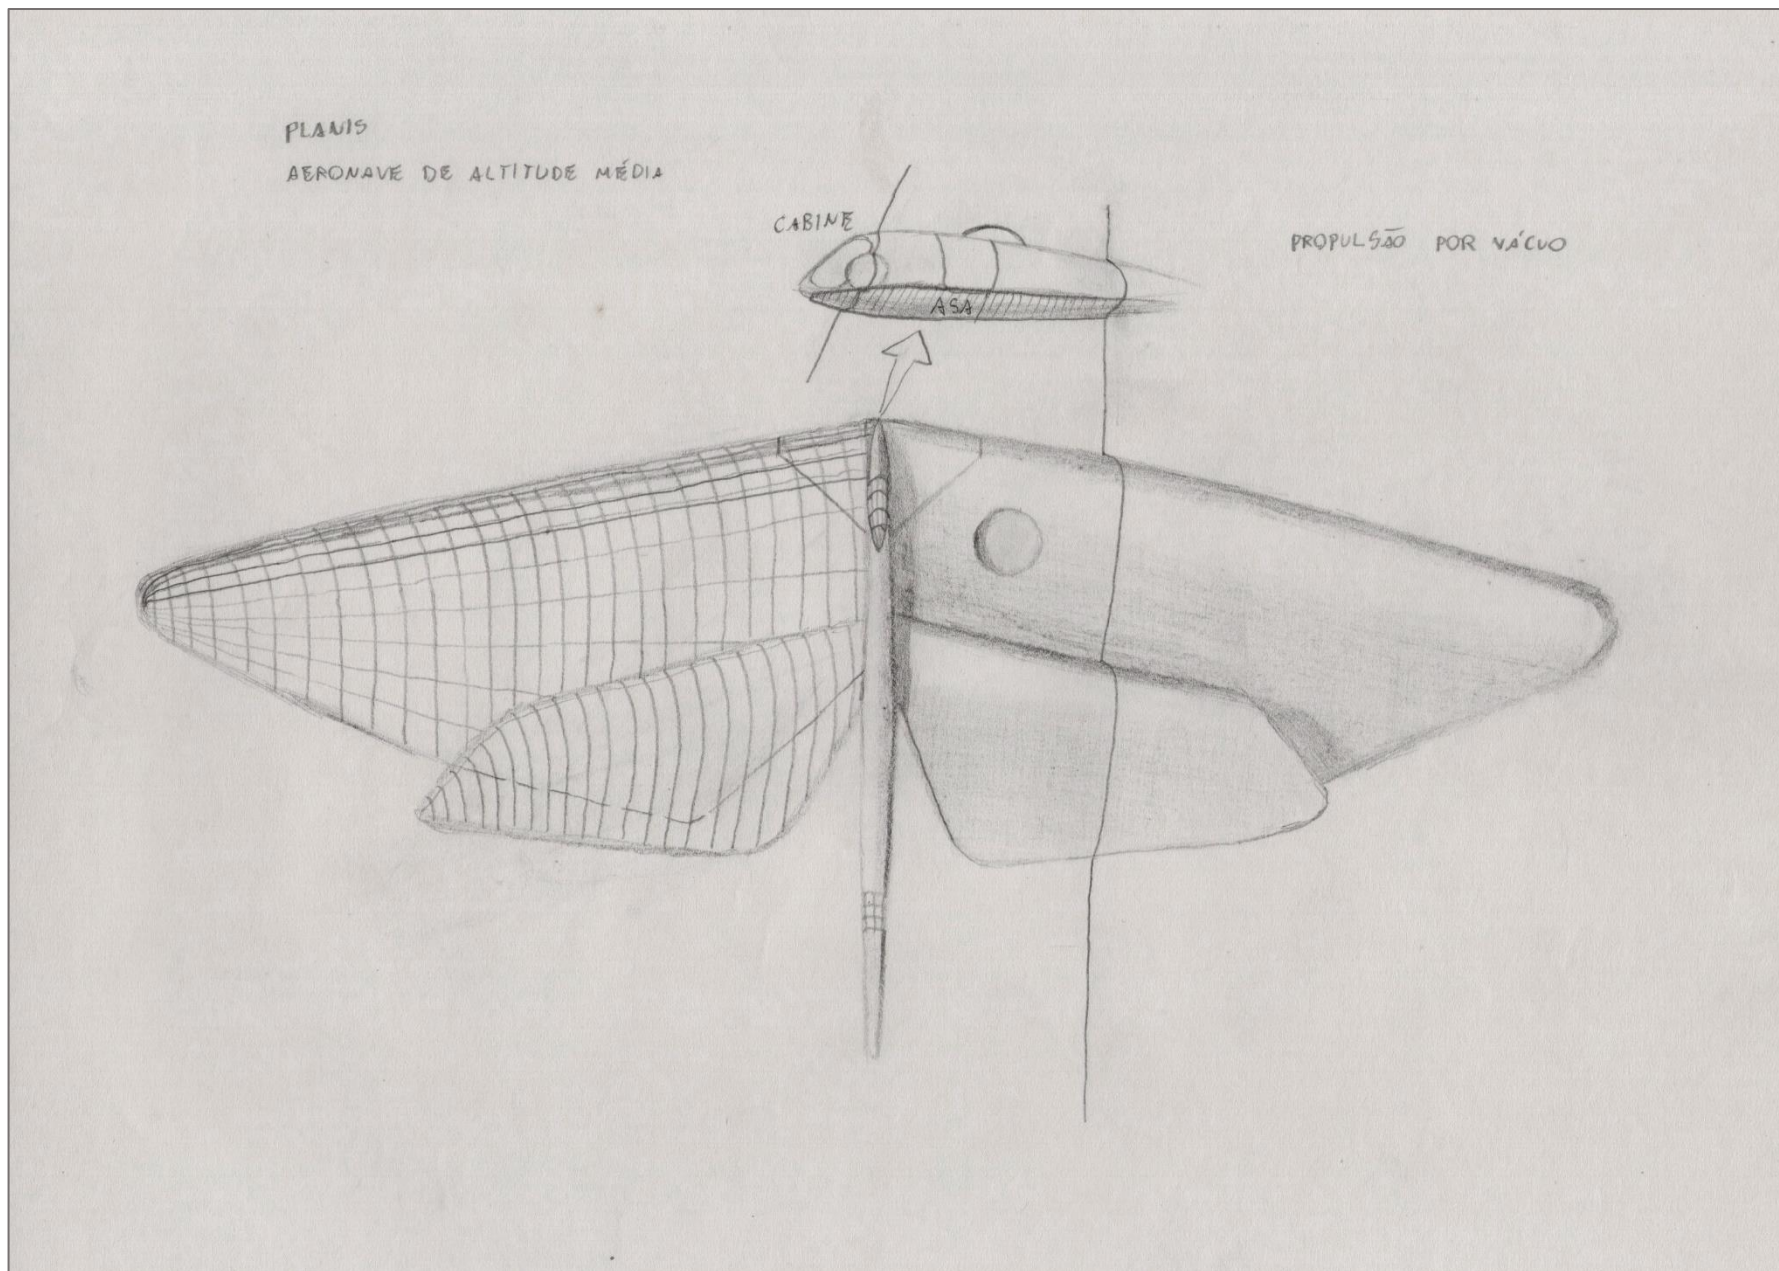 PLANIS
AERONAVE DE ALTITUDE MÉDIA
CABINE
PROPULSÃO POR VÁCUO
ASA